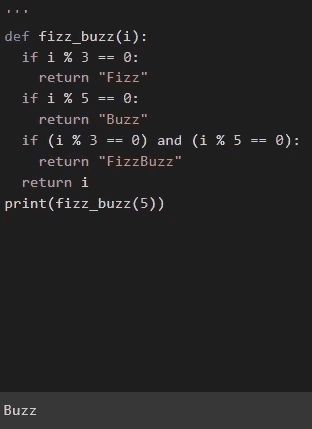 '''
def fizz_buzz(i):
  if i % 3 == 0:
    return "Fizz"
  if i % 5 == 0:
    return "Buzz"
  if (i % 3 == 0) and (i % 5 == 0):
    return "FizzBuzz"
  return i
print(fizz_buzz(5))
Buzz